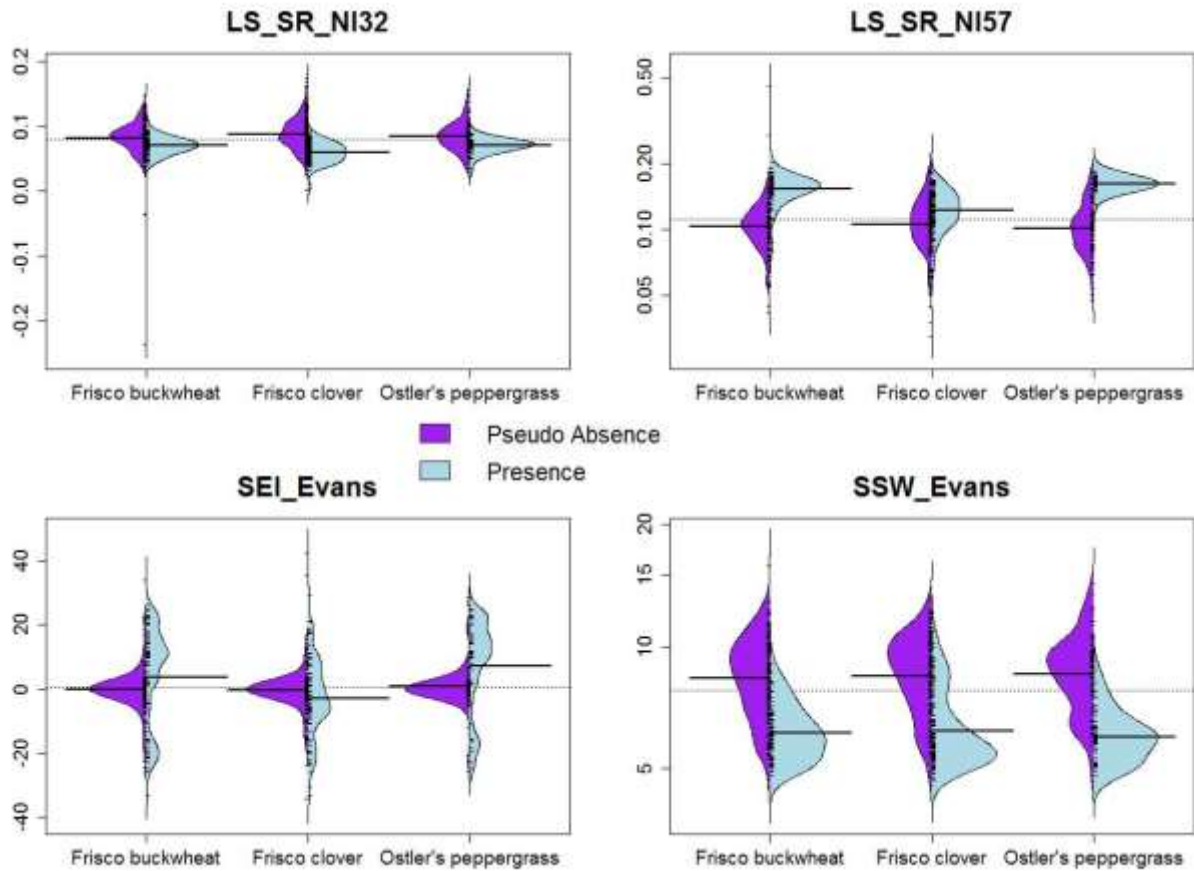 LS_SR_NI32
0.2
0.1
0.0
-0.1
-0.2
Frisco buckwheat Frisco clover Ostler's peppergrass
LS_SR_NI57
0.50
0.20
0.10
0.05
Frisco buckwheat Frisco clover Ostler's peppergrass
Pseudo Absence
Presence
SEI_Evans
40
20
0
-20
-40
Frisco buckwheat Frisco clover Ostler's peppergrass
SSW_Evans
20
15
10
5
Frisco buckwheat Frisco clover Ostler's peppergrass